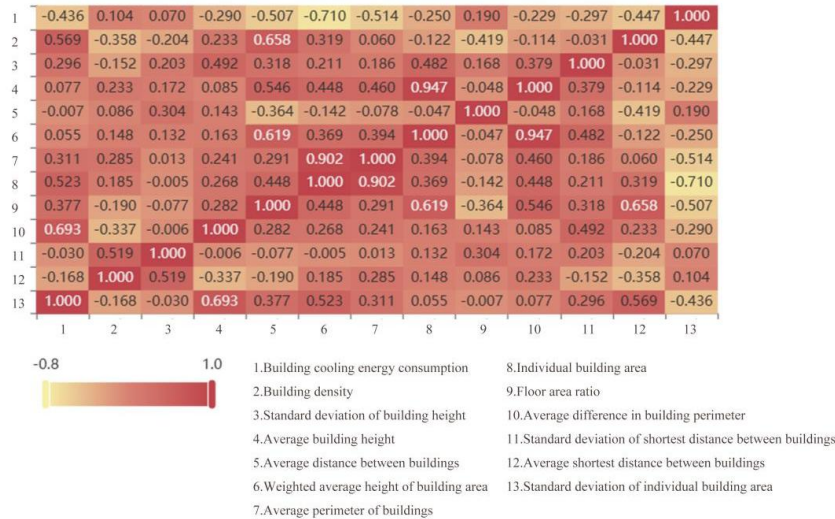 1 -0.436 0.104 0.070 -0.290 -0.507 -0.710 -0.514 -0.250 0.190 -0.229 -0.297 -0.447 1.000
2 0.569 -0.358 -0.204 0.233 0.658 0.319 0.060 -0.122 -0.419 -0.114 -0.031 1.000 -0.447
3 0.296 -0.152 0.203 0.492 0.318 0.211 0.186 0.482 0.168 0.379 1.000 -0.031 -0.297
4 0.077 0.233 0.172 0.085 0.546 0.448 0.460 0.947 -0.048 1.000 0.379 -0.114 -0.229
5 -0.007 0.086 0.304 0.143 -0.364 -0.142 -0.078 -0.047 1.000 -0.048 0.168 -0.419 0.190
6 0.055 0.148 0.132 0.163 0.619 0.369 0.394 1.000 -0.047 0.947 0.482 -0.122 -0.250
7 0.311 0.285 0.013 0.241 0.291 0.902 1.000 0.394 -0.078 0.460 0.186 0.060 -0.514
8 0.523 0.185 -0.005 0.268 0.448 1.000 0.902 0.369 -0.142 0.448 0.211 0.319 -0.710
9 0.377 -0.190 -0.077 0.282 1.000 0.448 0.291 0.619 -0.364 0.546 0.318 0.658 -0.507
10 0.693 -0.337 -0.006 1.000 0.282 0.268 0.241 0.163 0.143 0.085 0.492 0.233 -0.290
11 -0.030 0.519 1.000 -0.006 -0.077 -0.005 0.013 0.132 0.304 0.172 0.203 -0.204 0.070
12 -0.168 1.000 0.519 -0.337 -0.190 0.185 0.285 0.148 0.086 0.233 -0.152 -0.358 0.104
13 1.000 -0.168 -0.030 0.693 0.377 0.523 0.311 0.055 -0.007 0.077 0.296 0.569 -0.436
1 2 3 4 5 6 7 8 9 10 11 12 13
-0.8 1.0
1.Building cooling energy consumption
2.Building density
3.Standard deviation of building height
4.Average building height
5.Average distance between buildings
6.Weighted average height of building area
7.Average perimeter of buildings
8.Individual building area
9.Floor area ratio
10.Average difference in building perimeter
11.Standard deviation of shortest distance between buildings
12.Average shortest distance between buildings
13.Standard deviation of individual building area